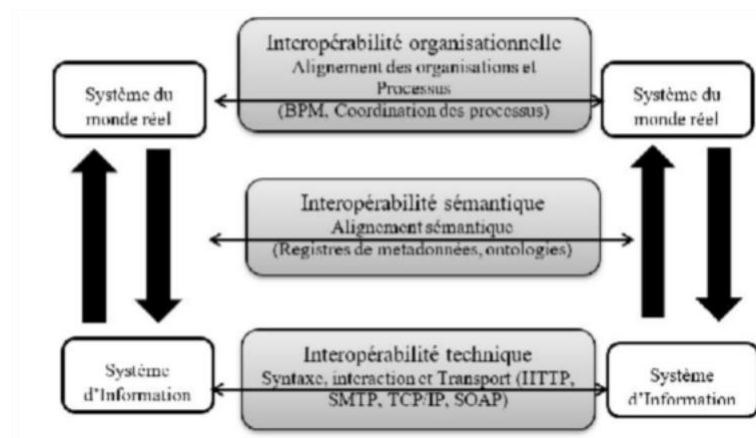 Interopérabilité organisationnelle
Alignement des organisations et
Processus
(BPM, Coordination des processus)
Système du
monde réel
Système du
monde réel
Interopérabilité sémantique
Alignement sémantique
(Registres de metadonnées, ontologies)
Interopérabilité technique
Syntaxe, interaction et Transport (HTTP,
SMTP, TCP/IP, SOAP)
Système
d'Information
Système
d'Information